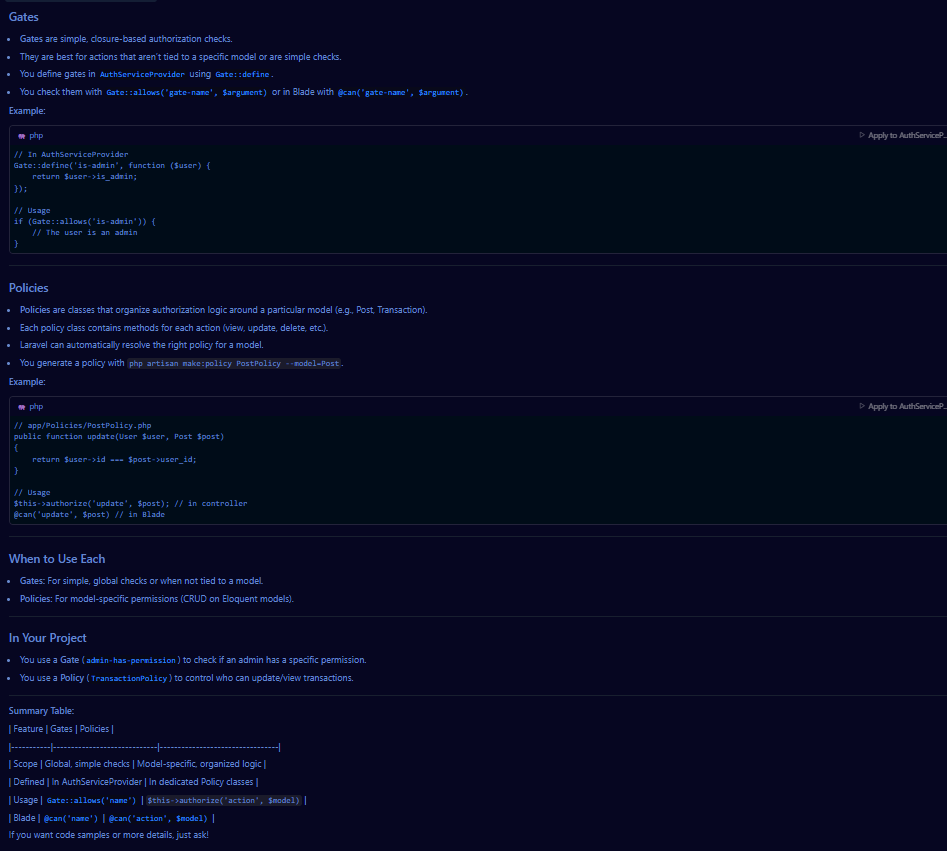 Gates
• Gates are simple, closure-based authorization checks.
• They are best for actions that aren't tied to a specific model or are simple checks.
• You define gates in AuthServiceProvider using Gate::define.
• You check them with Gate::allows('gate-name', $argument) or in Blade with @can('gate-name', $argument).
Example:
php
Apply to AuthServiceP...
// In AuthServiceProvider
Gate::define('is-admin', function ($user) {
    return $user->is_admin;
});

// Usage
if (Gate::allows('is-admin')) {
    // The user is an admin
}
Policies
• Policies are classes that organize authorization logic around a particular model (e.g., Post, Transaction).
• Each policy class contains methods for each action (view, update, delete, etc.).
• Laravel can automatically resolve the right policy for a model.
• You generate a policy with php artisan make:policy PostPolicy --model=Post.
Example:
php
Apply to AuthServiceP...
// app/Policies/PostPolicy.php
public function update(User $user, Post $post)
{
    return $user->id === $post->user_id;
}

// Usage
$this->authorize('update', $post); // in controller
@can('update', $post) // in Blade
When to Use Each
• Gates: For simple, global checks or when not tied to a model.
• Policies: For model-specific permissions (CRUD on Eloquent models).
In Your Project
• You use a Gate (admin-has-permission) to check if an admin has a specific permission.
• You use a Policy (TransactionPolicy) to control who can update/view transactions.
Summary Table:
| Feature | Gates | Policies |
|-----------|----------------------------|--------------------------------|
| Scope | Global, simple checks | Model-specific, organized logic |
| Defined | In AuthServiceProvider | In dedicated Policy classes |
| Usage | Gate::allows('name') | $this->authorize('action', $model) |
| Blade | @can('name') | @can('action', $model) |
If you want code samples or more details, just ask!